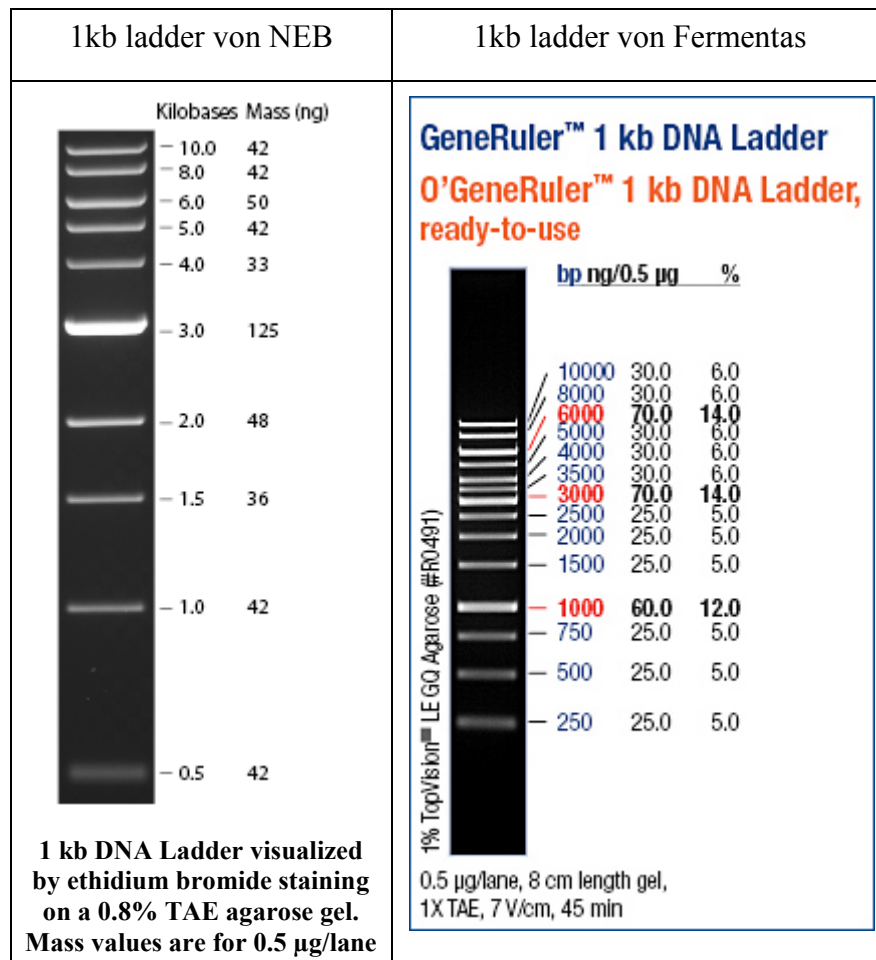 1kb ladder von NEB
Kilobases Mass (ng)
10.0 42
8.0 42
6.0 50
5.0 42
4.0 33
3.0 125
2.0 48
1.5 36
1.0 42
0.5 42
1 kb DNA Ladder visualized
by ethidium bromide staining
on a 0.8% TAE agarose gel.
Mass values are for 0.5 µg/lane
1kb ladder von Fermentas
GeneRuler™ 1 kb DNA Ladder
O'GeneRuler™ 1 kb DNA Ladder,
ready-to-use
bp ng/0.5 µg %
10000 30.0 6.0
8000 30.0 6.0
6000 70.0 14.0
5000 30.0 6.0
4000 30.0 6.0
3500 30.0 6.0
3000 70.0 14.0
2500 25.0 5.0
2000 25.0 5.0
1500 25.0 5.0
1000 60.0 12.0
750 25.0 5.0
500 25.0 5.0
250 25.0 5.0
1% TopVision™ LE GQ Agarose (#R0491)
0.5 µg/lane, 8 cm length gel,
1X TAE, 7 V/cm, 45 min